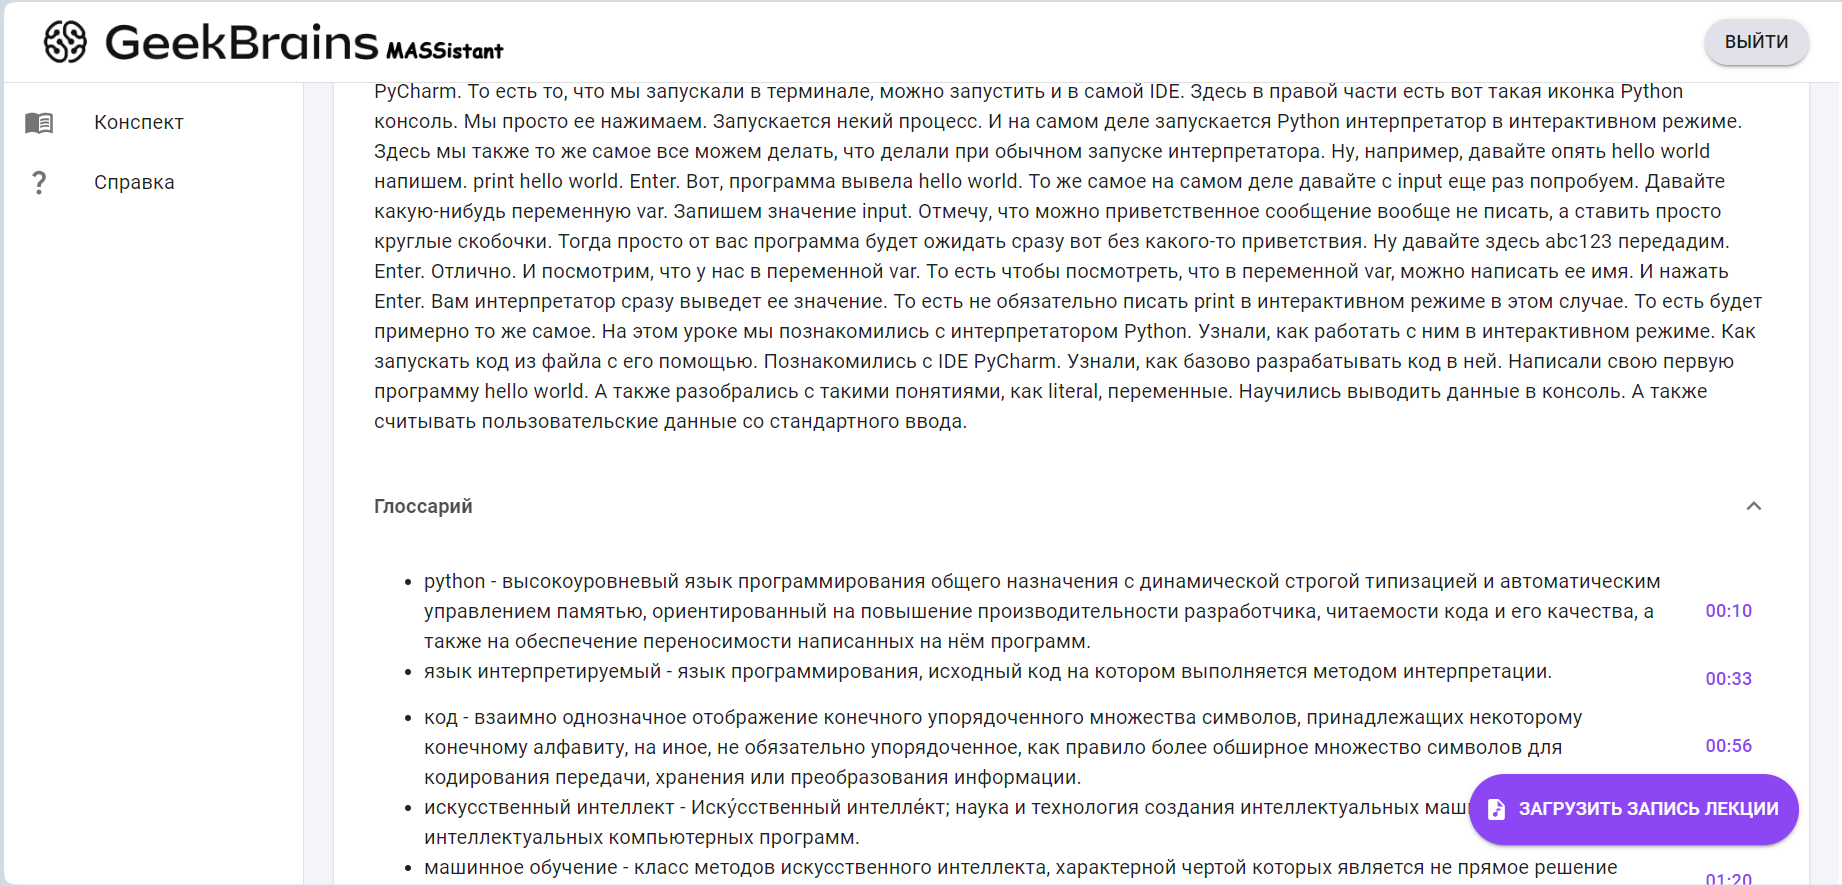 GeekBrains MASSistant
ВЫЙТИ
Конспект
Справка
PyCharm. То есть то, что мы запускали в терминале, можно запустить и в самой IDE. Здесь в правой части есть вот такая иконка Python
консоль. Мы просто ее нажимаем. Запускается некий процесс. И на самом деле запускается Python интерпретатор в интерактивном режиме.
Здесь мы также то же самое все можем делать, что делали при обычном запуске интерпретатора. Ну, например, давайте опять hello world
напишем. print hello world. Enter. Вот, программа вывела hello world. То же самое на самом деле давайте с input еще раз попробуем. Давайте
какую-нибудь переменную var. Запишем значение input. Отмечу, что можно приветственное сообщение вообще не писать, а ставить просто
круглые скобочки. Тогда просто от вас программа будет ожидать сразу вот без какого-то приветствия. Ну давайте здесь abc123 передадим.
Enter. Отлично. И посмотрим, что у нас в переменной var. То есть чтобы посмотреть, что в переменной var, можно написать ее имя. И нажать
Enter. Вам интерпретатор сразу выведет ее значение. То есть не обязательно писать print в интерактивном режиме в этом случае. То есть будет
примерно то же самое. На этом уроке мы познакомились с интерпретатором Python. Узнали, как работать с ним в интерактивном режиме. Как
запускать код из файла с его помощью. Познакомились с IDE PyCharm. Узнали, как базово разрабатывать код в ней. Написали свою первую
программу hello world. А также разобрались с такими понятиями, как literal, переменные. Научились выводить данные в консоль. А также
считывать пользовательские данные со стандартного ввода.
Глоссарий
python - высокоуровневый язык программирования общего назначения с динамической строгой типизацией и автоматическим
управлением памятью, ориентированный на повышение производительности разработчика, читаемости кода и его качества, а
также на обеспечение переносимости написанных на нём программ.
00:10
язык интерпретируемый - язык программирования, исходный код на котором выполняется методом интерпретации.
00:33
код - взаимно однозначное отображение конечного упорядоченного множества символов, принадлежащих некоторому
конечному алфавиту, на иное, не обязательно упорядоченное, как правило более обширное множество символов для
кодирования передачи, хранения или преобразования информации.
00:56
искусственный интеллект - Иску́сственный интелле́кт; наука и технология создания интеллектуальных
интеллектуальных компьютерных программ.
ЗАГРУЗИТЬ ЗАПИСЬ ЛЕКЦИИ
машинное обучение - класс методов искусственного интеллекта, характерной чертой которых является не прямое решение
01:20